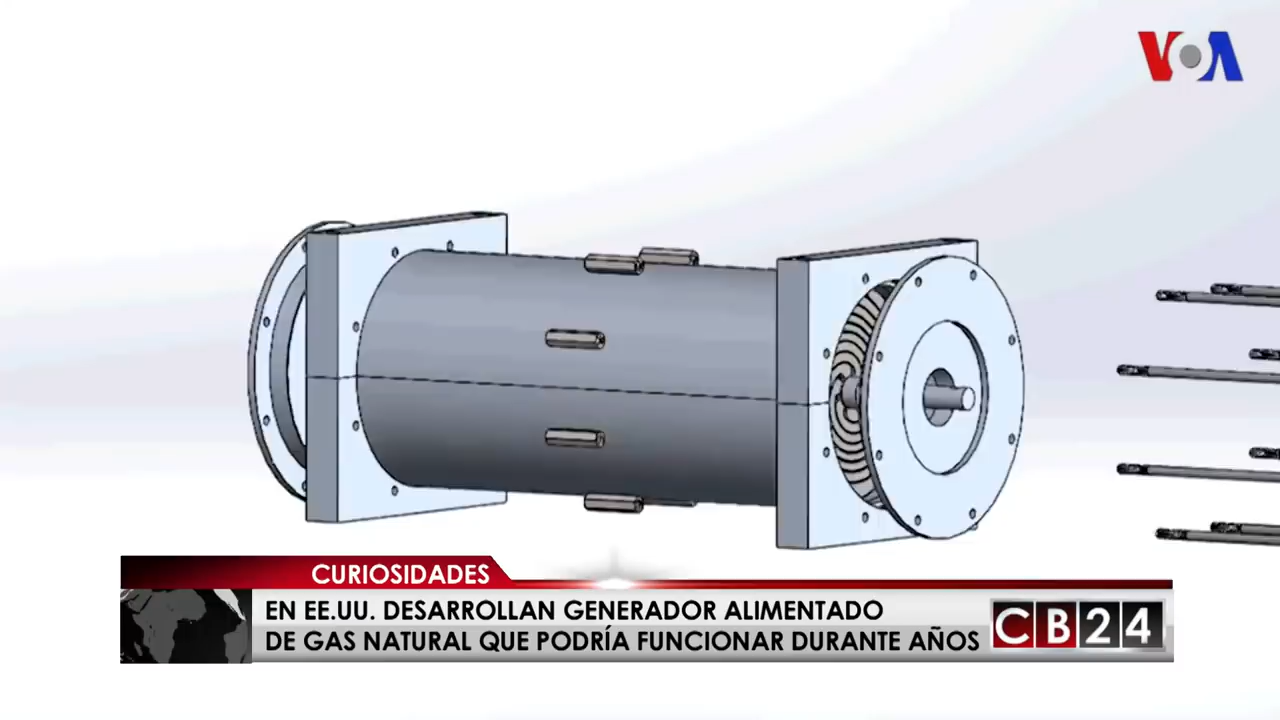 VOA
CURIOSIDADES
EN EE.UU. DESARROLLAN GENERADOR ALIMENTADO
DE GAS NATURAL QUE PODRÍA FUNCIONAR DURANTE AÑOS
CB24